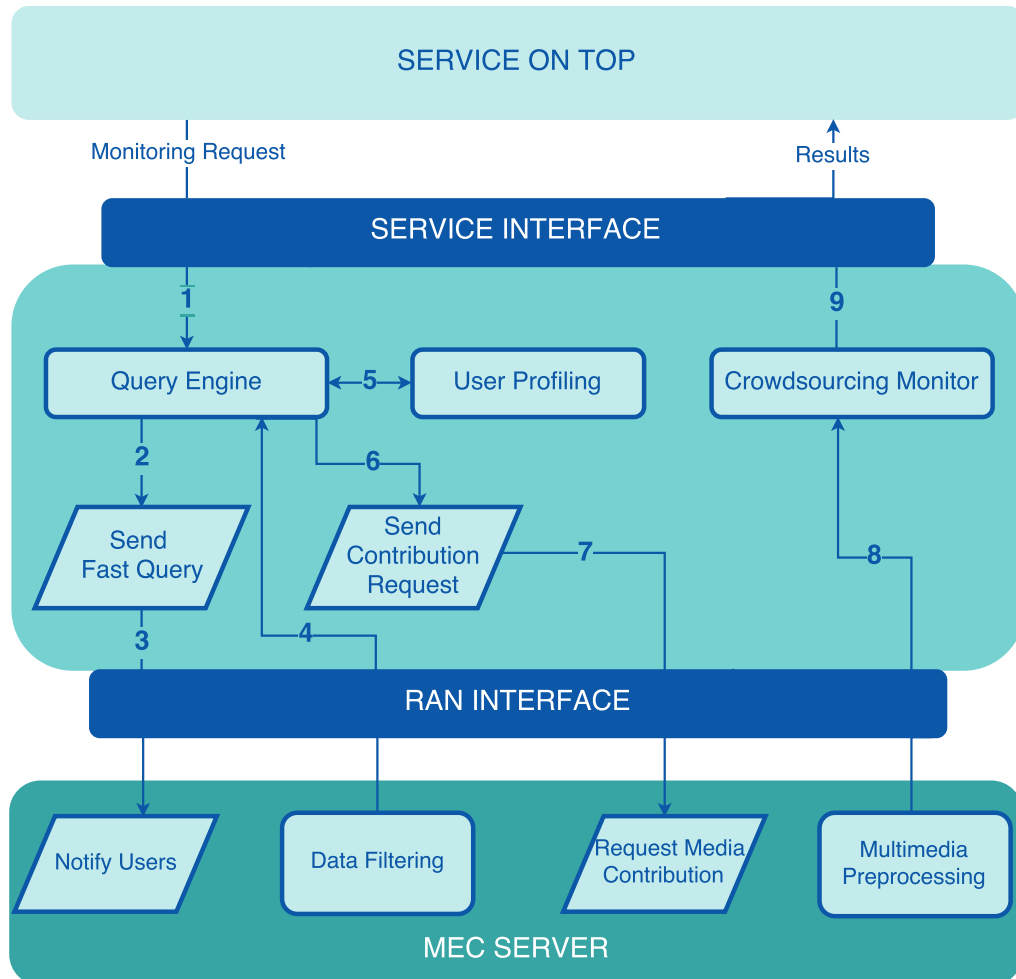 SERVICE ON TOP
Monitoring Request
Results
SERVICE INTERFACE
1
9
Query Engine
5
User Profiling
Crowdsourcing Monitor
2
6
Send
Fast Query
Send
Contribution
Request
7
8
3
4
RAN INTERFACE
Notify Users
Data Filtering
Request Media
Contribution
Multimedia
Preprocessing
MEC SERVER